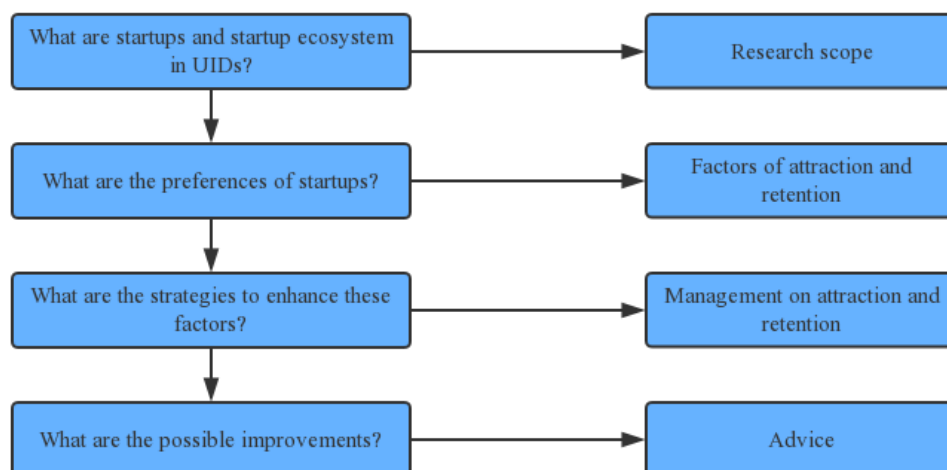 What are startups and startup ecosystem
in UIDs?
Research scope
What are the preferences of startups?
Factors of attraction and
retention
What are the strategies to enhance these
factors?
Management on attraction and
retention
What are the possible improvements?
Advice